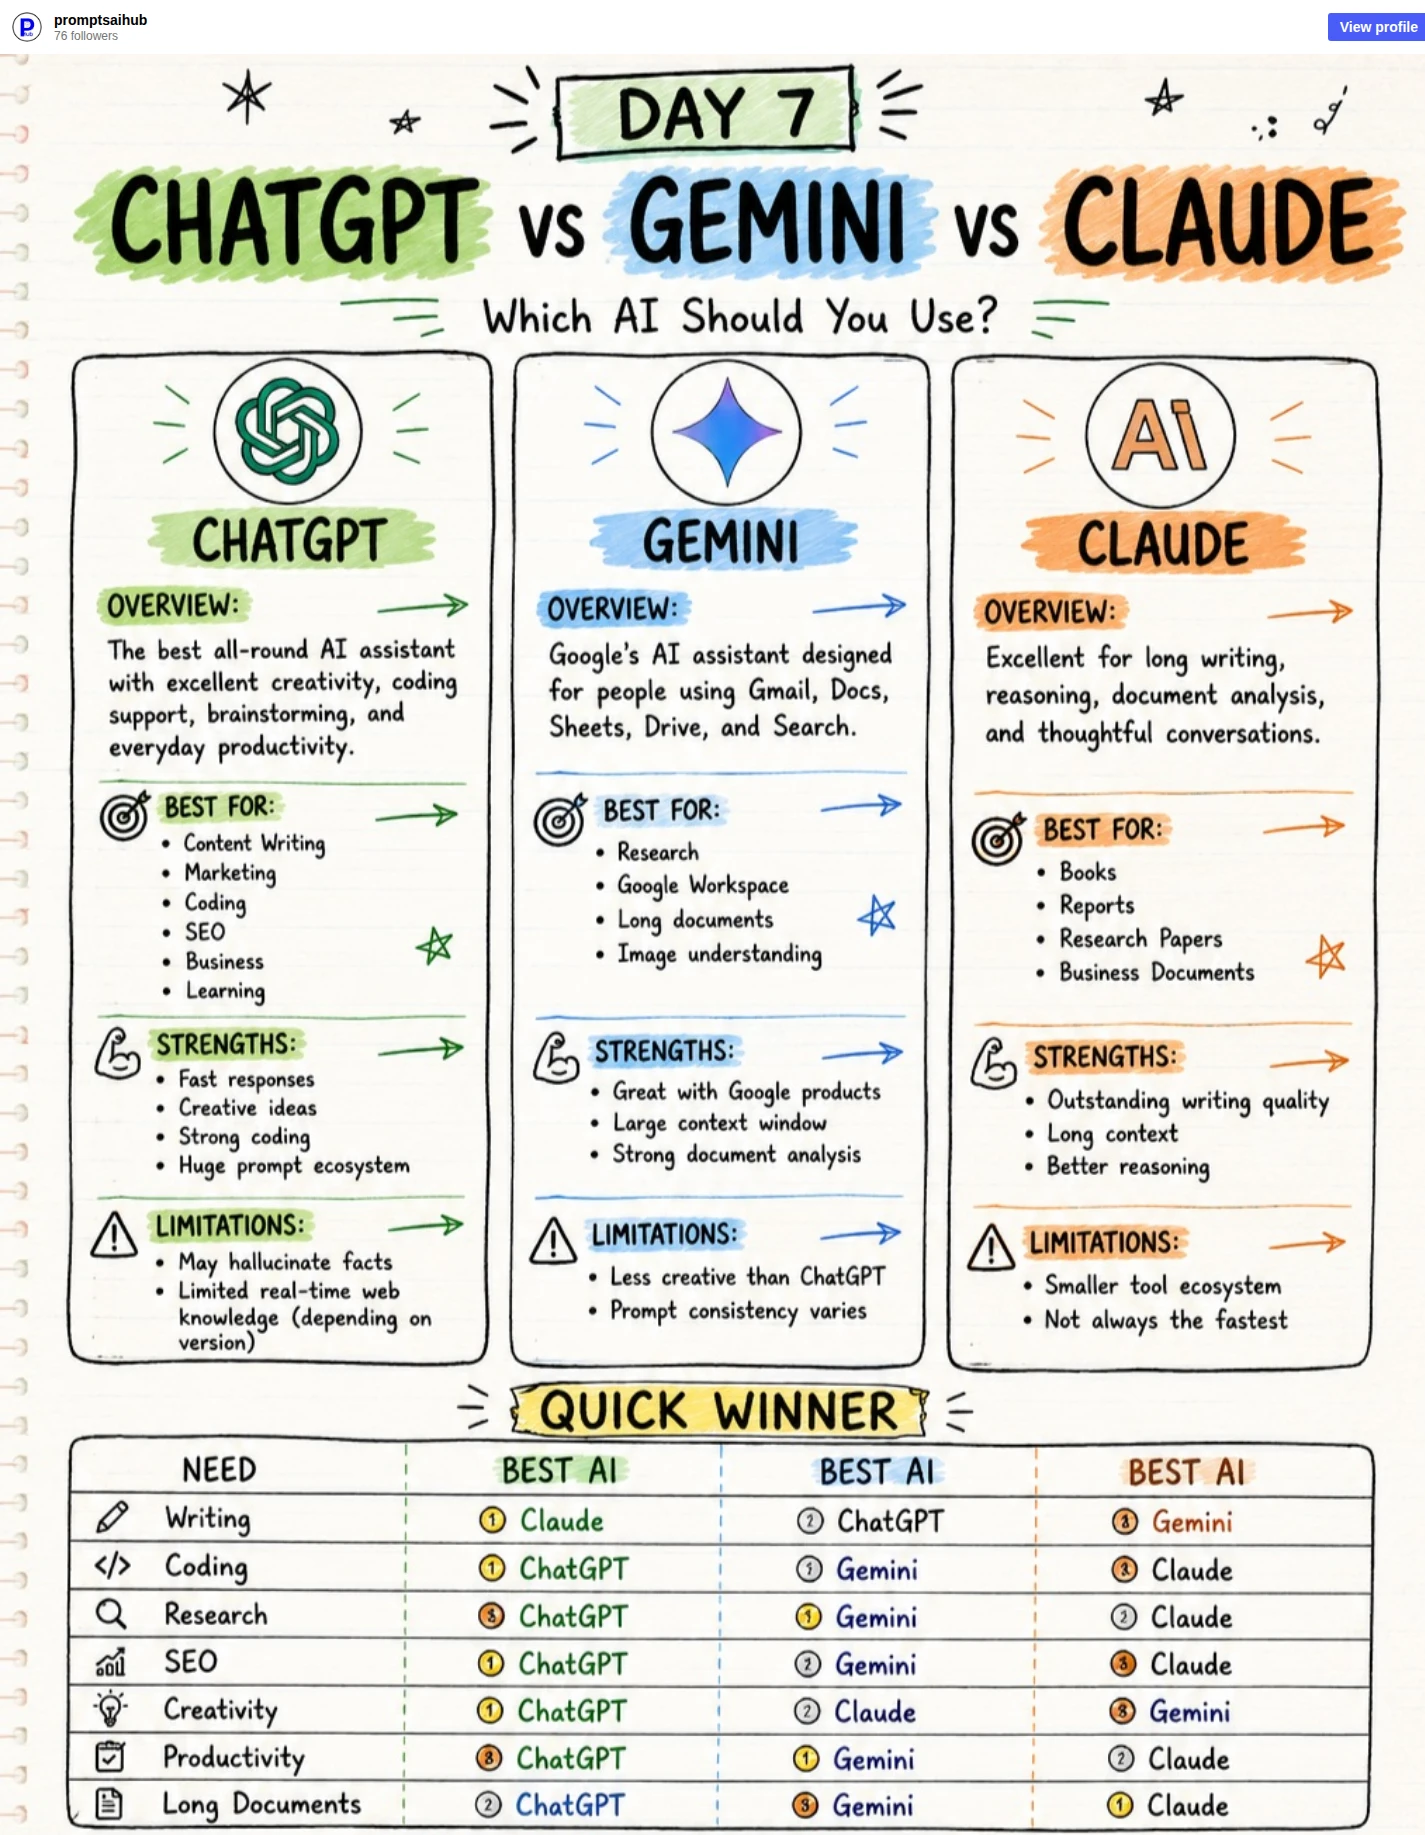 promptsaihub
76 followers
View profile
DAY 7
CHATGPT vs GEMINI vs CLAUDE
Which AI Should You Use?
CHATGPT
OVERVIEW:
The best all-round AI assistant
with excellent creativity, coding
support, brainstorming, and
everyday productivity.
BEST FOR:
• Content Writing
• Marketing
• Coding
• SEO
• Business
• Learning
STRENGTHS:
• Fast responses
• Creative ideas
• Strong coding
• Huge prompt ecosystem
LIMITATIONS:
• May hallucinate facts
• Limited real-time web
knowledge (depending on
version)
GEMINI
OVERVIEW:
Google's AI assistant designed
for people using Gmail, Docs,
Sheets, Drive, and Search.
BEST FOR:
• Research
• Google Workspace
• Long documents
• Image understanding
STRENGTHS:
• Great with Google products
• Large context window
• Strong document analysis
LIMITATIONS:
• Less creative than ChatGPT
• Prompt consistency varies
AI
CLAUDE
OVERVIEW:
Excellent for long writing,
reasoning, document analysis,
and thoughtful conversations.
BEST FOR:
• Books
• Reports
• Research Papers
• Business Documents
STRENGTHS:
• Outstanding writing quality
• Long context
• Better reasoning
LIMITATIONS:
• Smaller tool ecosystem
• Not always the fastest
QUICK WINNER
NEED BEST AI BEST AI BEST AI
Writing 1 Claude 2 ChatGPT 3 Gemini
</> Coding 1 ChatGPT Gemini Claude
Research ChatGPT Gemini 2 Claude
SEO 1 ChatGPT 2 Gemini 3 Claude
Creativity 1 ChatGPT 2 Claude Gemini
Productivity ChatGPT 1 Gemini 2 Claude
Long Documents 2 ChatGPT 3 Gemini 1 Claude